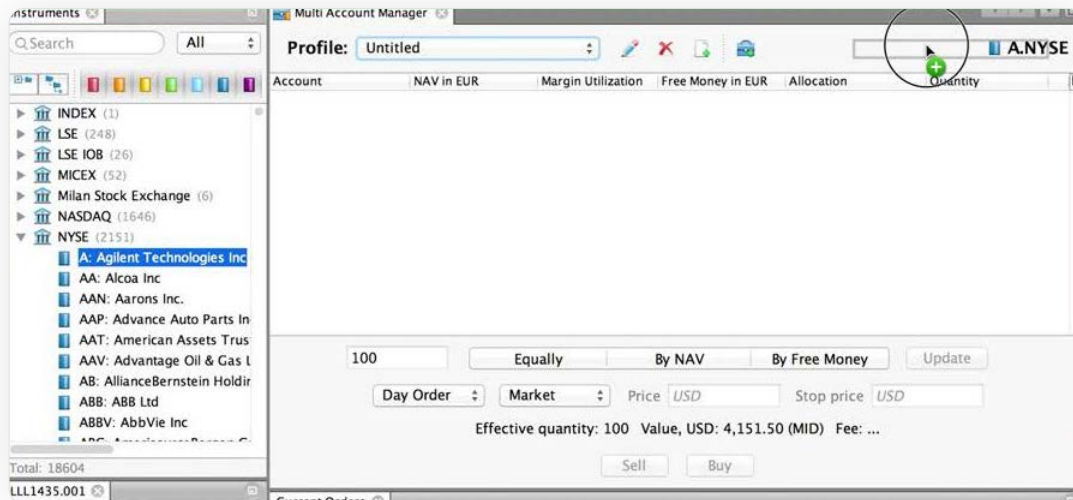 Instruments
Search
All
INDEX (1)
LSE (248)
LSE IOB (26)
MICEX (52)
Milan Stock Exchange (6)
NASDAQ (1646)
NYSE (2151)
A: Agilent Technologies Inc
AA: Alcoa Inc
AAN: Aarons Inc.
AAP: Advance Auto Parts In
AAT: American Assets Trus
AAV: Advantage Oil & Gas L
AB: AllianceBernstein Holdin
ABB: ABB Ltd
ABBV: AbbVie Inc
Total: 18604
LLL1435.001
Multi Account Manager
Profile: Untitled
A.NYSE
Account NAV in EUR Margin Utilization Free Money in EUR Allocation Quantity
100 Equally By NAV By Free Money Update
Day Order Market Price USD Stop price USD
Effective quantity: 100 Value, USD: 4,151.50 (MID) Fee: ...
Sell Buy
Current Orders